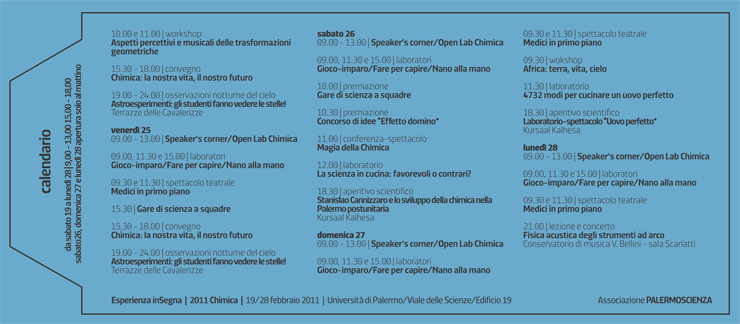 calendario
da sabato 19 a lunedì 28 | 9,00 - 13,00 15,00 - 18,00
sabato 26, domenica 27 e lunedì 28 apertura solo al mattino
10.00 e 11.00 | workshop
Aspetti percettivi e musicali delle trasformazioni
geometriche
15.30 - 18.00 | convegno
Chimica: la nostra vita, il nostro futuro
19.00 - 24.00 | osservazioni notturne del cielo
Astroesperimenti: gli studenti fanno vedere le stelle!
Terrazze delle Cavalerizze
venerdì 25
09.00 - 13.00 | Speaker's corner/Open Lab Chimica
09.00, 11.30 e 15.00 | laboratori
Gioco-imparo/Fare per capire/Nano alla mano
09.30 e 11.30 | spettacolo teatrale
Medici in primo piano
15.30 | Gare di scienza a squadre
15,30 - 18.00 | convegno
Chimica: la nostra vita, il nostro futuro
19.00 - 24.00 | osservazioni notturne del cielo
Astroesperimenti: gli studenti fanno vedere le stelle!
Terrazze delle Cavalerizze
sabato 26
09.00 - 13.00 | Speaker's corner/Open Lab Chimica
09.00, 11.30 e 15.00 | laboratori
Gioco-imparo/Fare per capire/Nano alla mano
10.00 | premiazione
Gare di scienza a squadre
10.30 | premiazione
Concorso di idee "Effetto domino"
11.00 | conferenza-spettacolo
Magia della Chimica
12.00 | laboratorio
La scienza in cucina: favorevoli o contrari?
18.30 | aperitivo scientifico
Stanislao Cannizzaro e lo sviluppo della chimica nella
Palermo postunitaria
Kursaal Kalhesa
domenica 27
09.00 - 13.00 | Speaker's corner/Open Lab Chimica
09.00, 11.30 e 15.00 | laboratori
Gioco-imparo/Fare per capire/Nano alla mano
09.30 e 11.30 | spettacolo teatrale
Medici in primo piano
09.30 | wokshop
Africa: terra, vita, cielo
11.30 | laboratorio
4732 modi per cucinare un uovo perfetto
18.30 | aperitivo scientifico
Laboratorio-spettacolo "Uovo perfetto"
Kursaal Kalhesa
lunedì 28
09.00 - 13.00 | Speaker's corner/Open Lab Chimica
09.00, 11.30 e 15.00 | laboratori
Gioco-imparo/Fare per capire/Nano alla mano
09.30 e 11.30 | spettacolo teatrale
Medici in primo piano
21.00 | lezione e concerto
Fisica acustica degli strumenti ad arco
Conservatorio di musica V. Bellini - sala Scarlatti
Esperienza inSegna | 2011 Chimica | 19/28 febbraio 2011 | Università di Palermo/Viale delle Scienze/Edificio 19
Associazione PALERMOSCIENZA